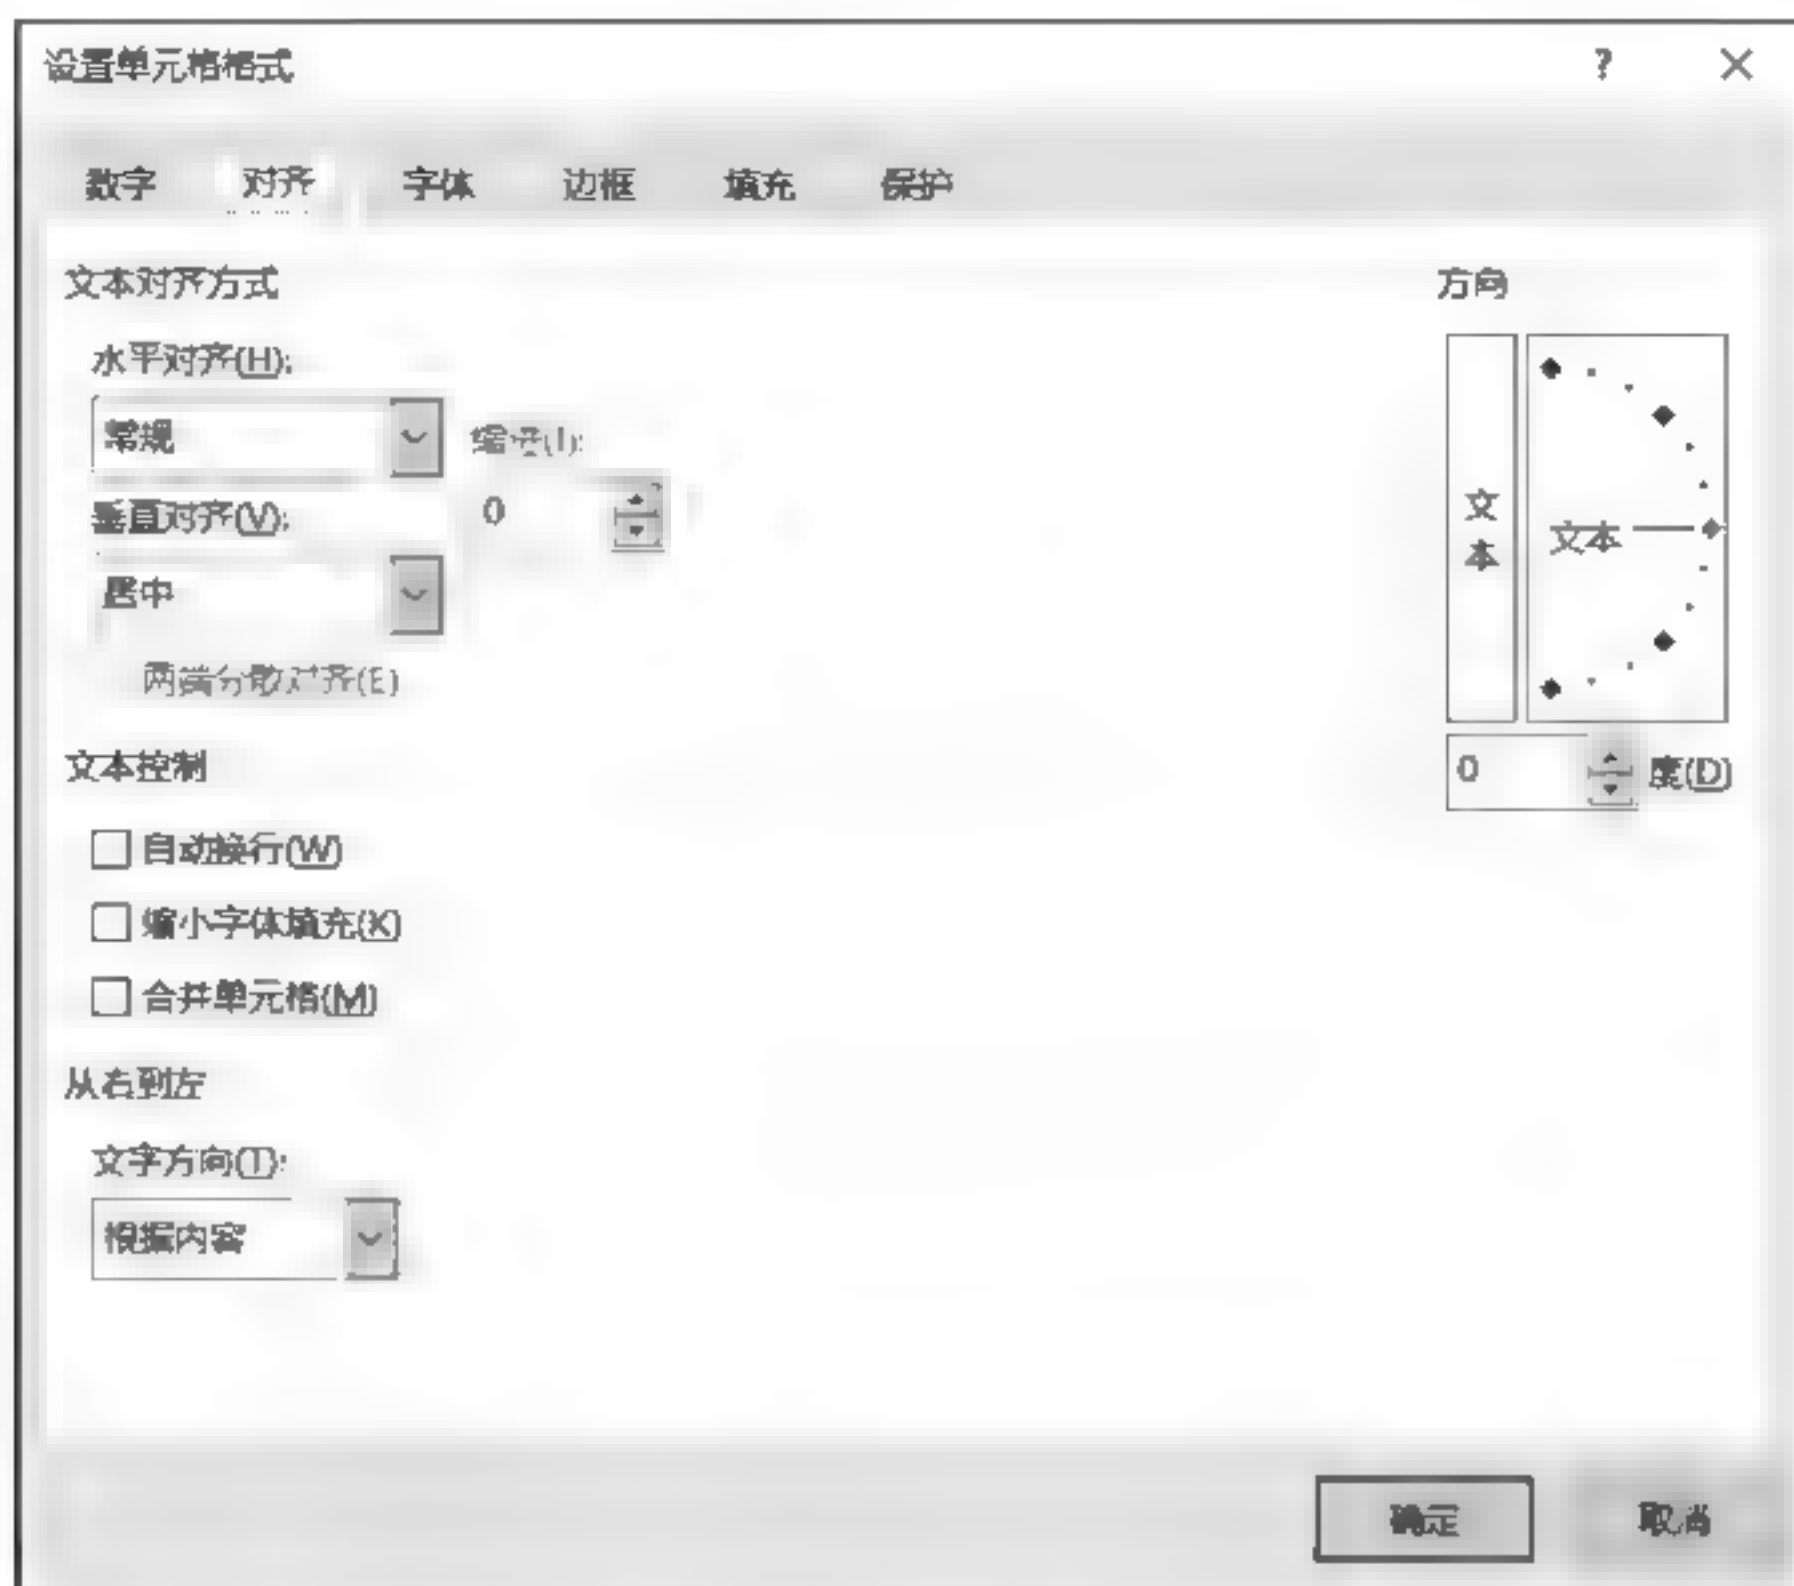 设置单元格格式 ? ×
数字 对齐 字体 边框 填充 保护
文本对齐方式
水平对齐(H):
常规
缩进(I):
垂直对齐(V):
0
居中
两端分散对齐(E)
文本控制
自动换行(W)
缩小字体填充(K)
合并单元格(M)
从右到左
文字方向(T):
根据内容
方向
文
本
文本
0 度(D)
确定 取消